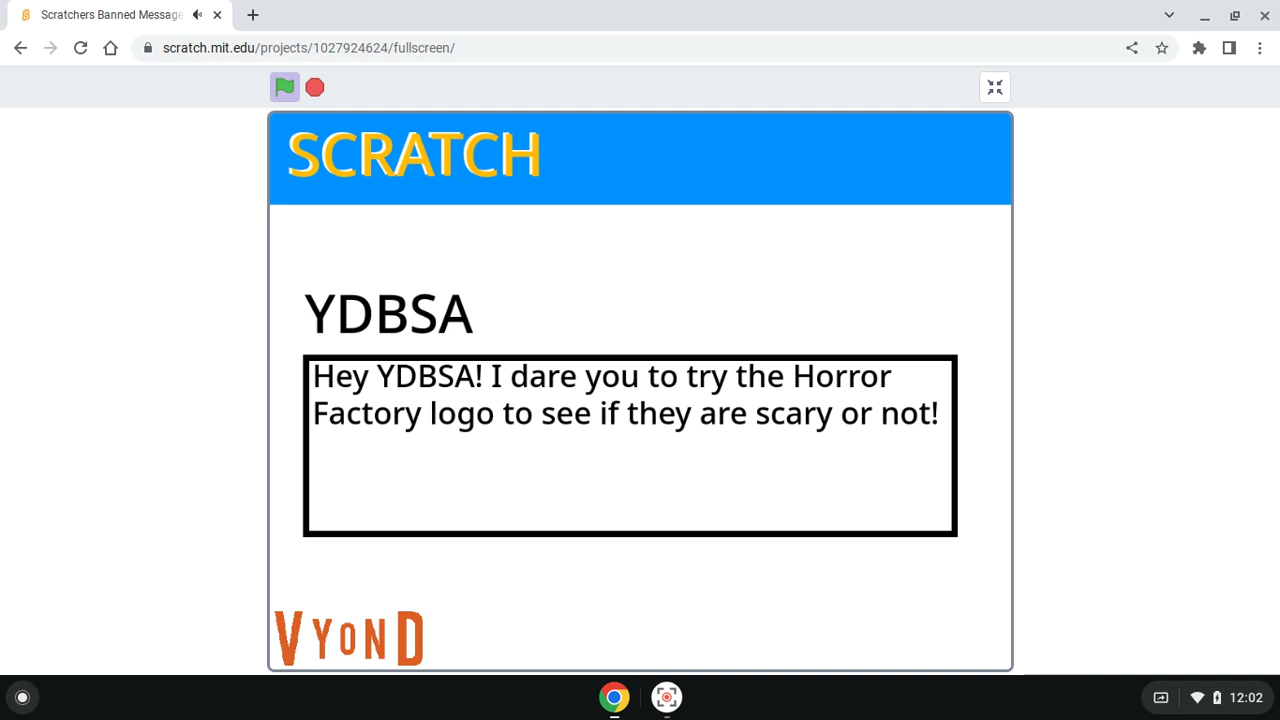 Scratchers Banned Message
scratch.mit.edu/projects/1027924624/fullscreen/
SCRATCH
YDBSA
Hey YDBSA! I dare you to try the Horror
Factory logo to see if they are scary or not!
VYOND
12:02